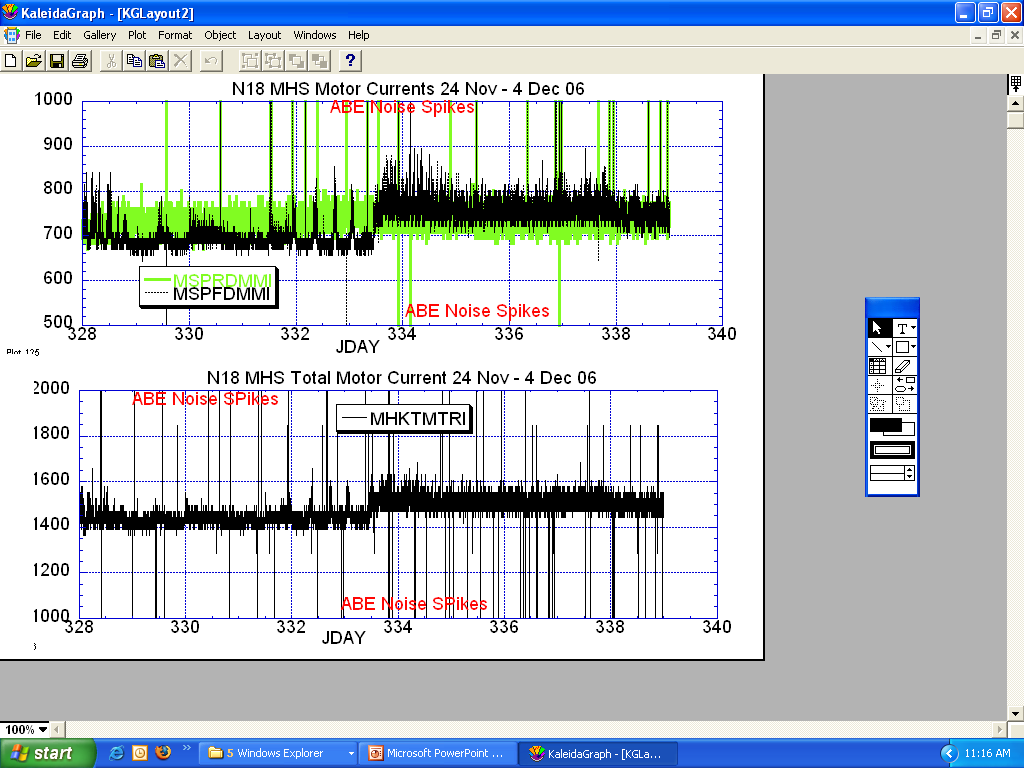 KaleidaGraph - [KGLayout2]
File Edit Gallery Plot Format Object Layout Windows Help
N18 MHS Motor Currents 24 Nov - 4 Dec 06
ABE Noise Spikes
1000
900
800
700
600
500
MSPRDMMI
MSPFDMMI
ABE Noise Spikes
328 330 332 334 336 338 340
JDAY
N18 MHS Total Motor Current 24 Nov - 4 Dec 06
ABE Noise SPikes
MHKTMTRI
2000
1800
1600
1400
1200
1000
ABE Noise SPikes
328 330 332 334 336 338 340
JDAY
T
100%
start
5 Windows Explorer
Microsoft PowerPoint ...
KaleidaGraph - [KGLa...
11:16 AM